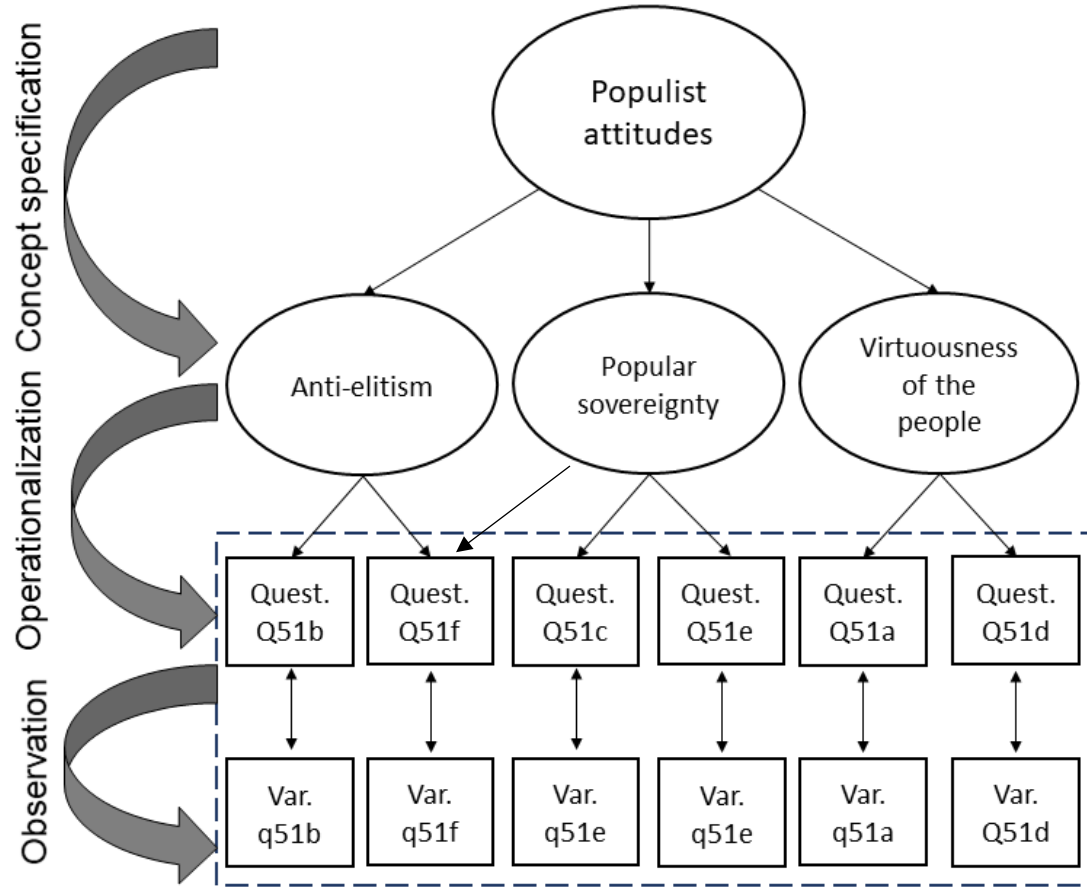 Concept specification
Operationalization
Observation
Populist
attitudes
Anti-elitism
Popular
sovereignty
Virtuousness
of the
people
Quest.
Q51b
Quest.
Q51f
Quest.
Q51c
Quest.
Q51e
Quest.
Q51a
Quest.
Q51d
Var.
q51b
Var.
q51f
Var.
q51e
Var.
q51e
Var.
q51a
Var.
Q51d